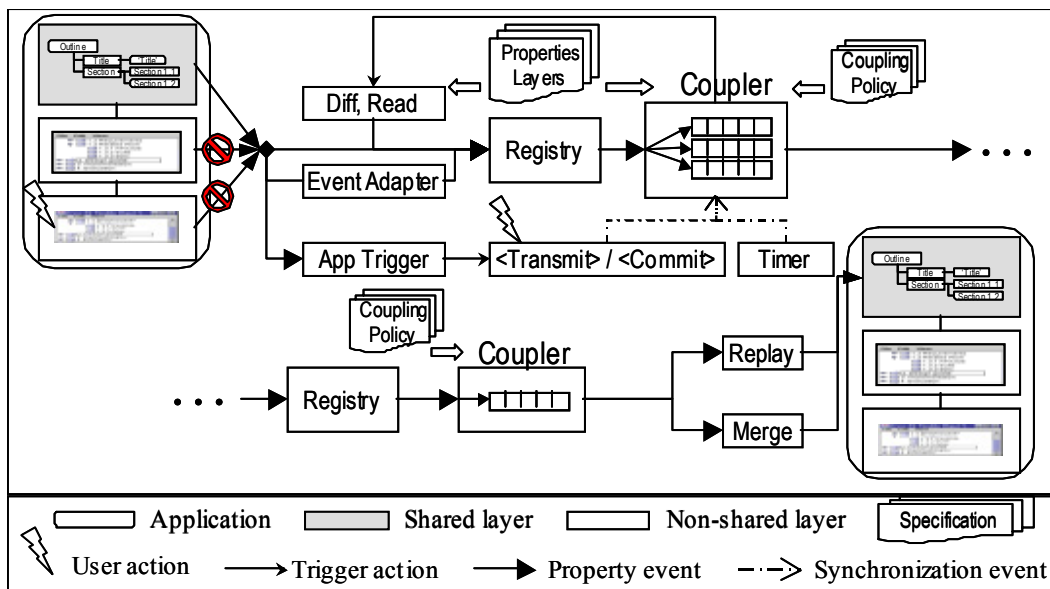 Outline
Title
'Title'
Section
Section 1.1
Section 1.2
Properties
Layers
Coupling
Policy
Coupler
Diff, Read
Registry
• • •
Event Adapter
App Trigger
<Transmit> / <Commit>
Timer
Outline
Title
'Title'
Section
Section 1.1
Section 1.2
Coupling
Policy
Coupler
Replay
• • •
Registry
Merge
Application
Shared layer
Non-shared layer
Specification
User action
Trigger action
Property event
Synchronization event